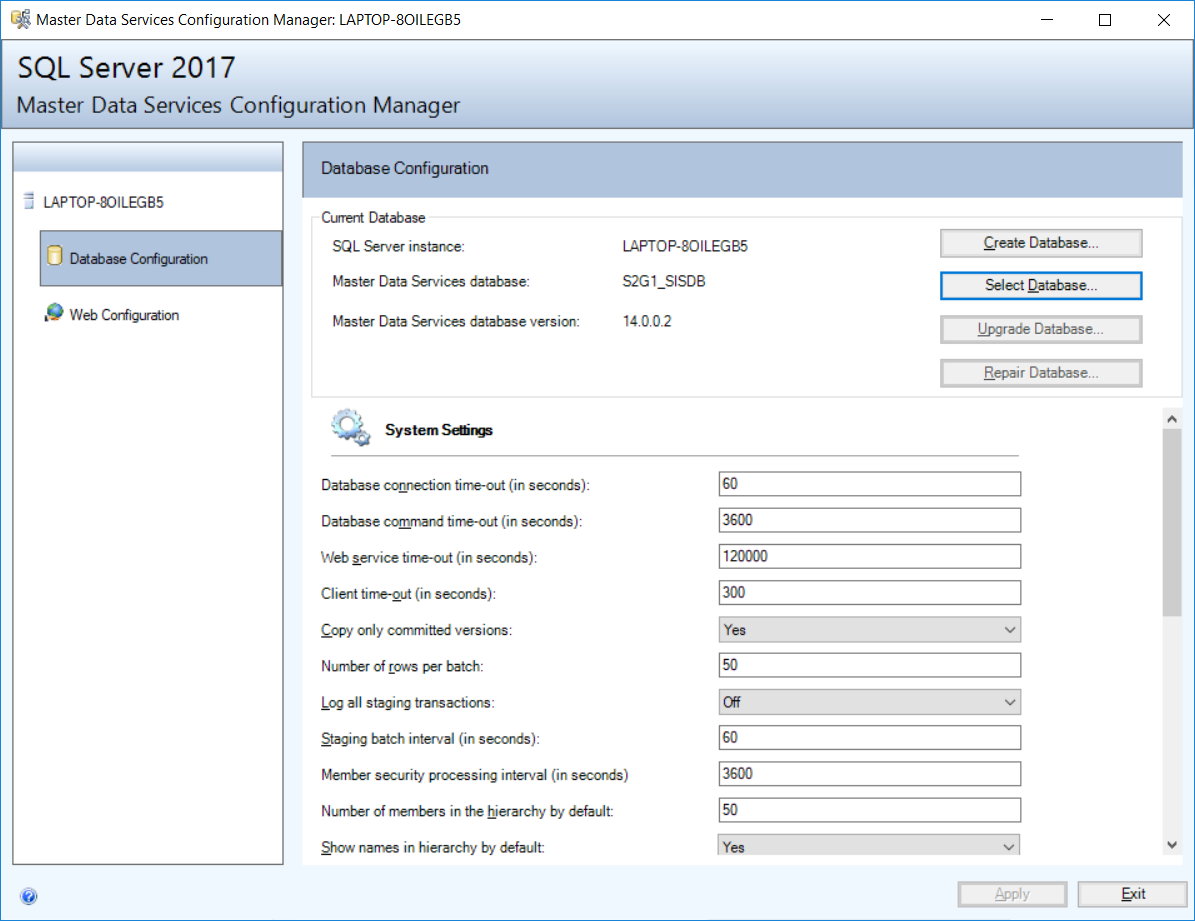 Master Data Services Configuration Manager: LAPTOP-8OILEGB5
SQL Server 2017
Master Data Services Configuration Manager
LAPTOP-8OILEGB5
Database Configuration
Web Configuration
Database Configuration
Current Database
SQL Server instance: LAPTOP-8OILEGB5 Create Database...
Master Data Services database: S2G1_SISDB Select Database...
Master Data Services database version: 14.0.0.2 Upgrade Database...
Repair Database...
System Settings
Database connection time-out (in seconds): 60
Database command time-out (in seconds): 3600
Web service time-out (in seconds): 120000
Client time-out (in seconds): 300
Copy only committed versions: Yes
Number of rows per batch: 50
Log all staging transactions: Off
Staging batch interval (in seconds): 60
Member security processing interval (in seconds) 3600
Number of members in the hierarchy by default: 50
Show names in hierarchy by default: Yes
Apply Exit